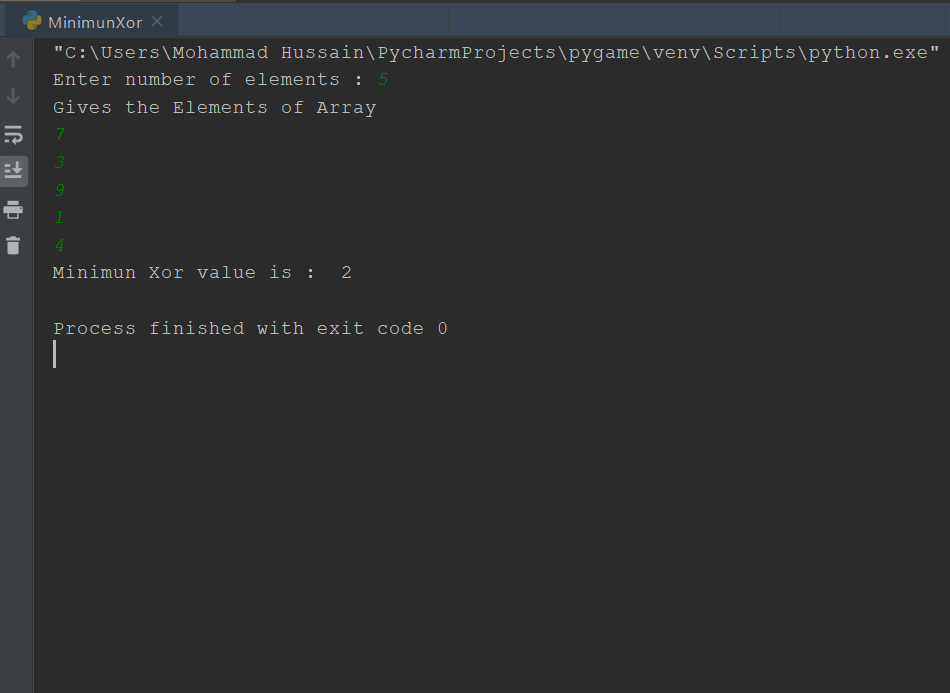 MinimunXor
"C:\Users\Mohammad Hussain\PycharmProjects\pygame\venv\Scripts\python.exe"
Enter number of elements : 5
Gives the Elements of Array
7
3
9
1
4
Minimun Xor value is :  2
Process finished with exit code 0